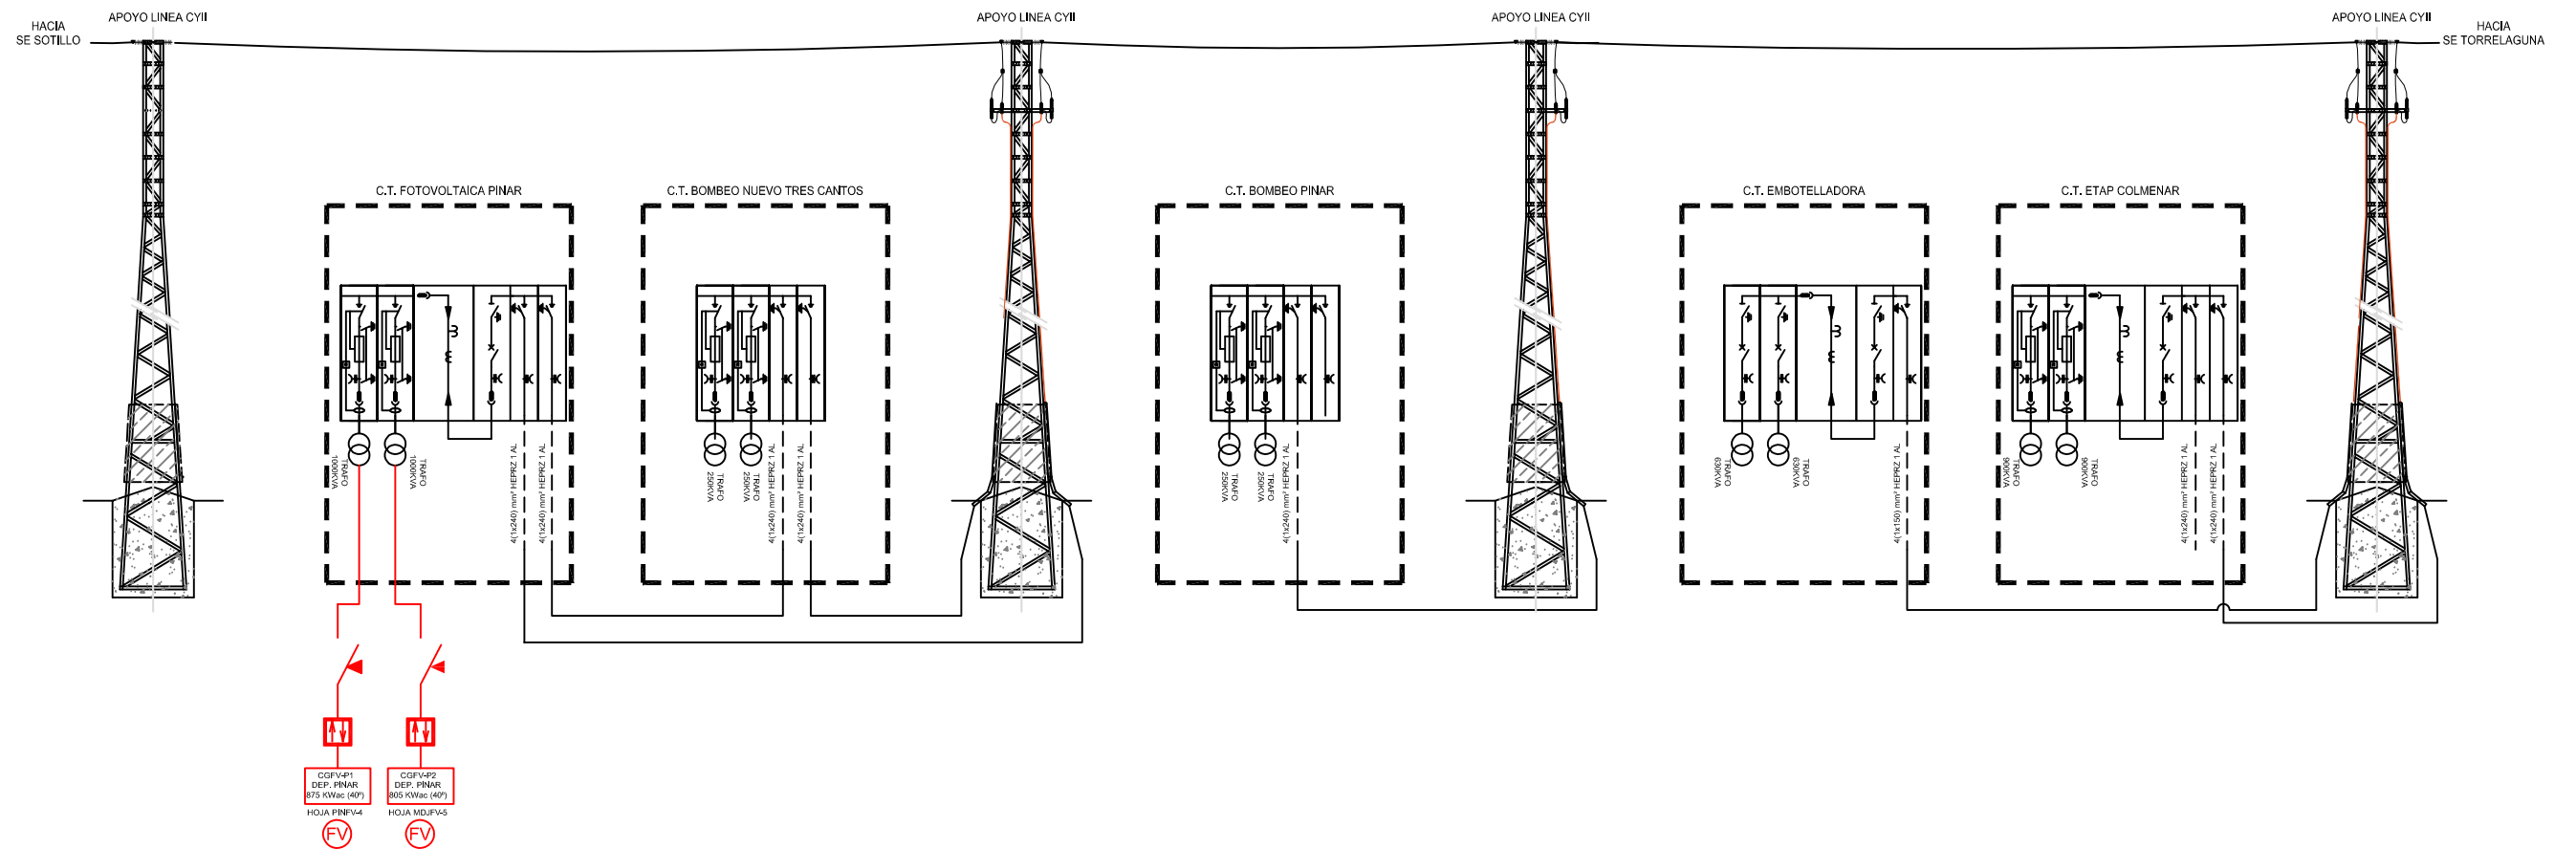 HACIA
SE SOTILLO
APOYO LINEA CYII
APOYO LINEA CYII
APOYO LINEA CYII
APOYO LINEA CYII
HACIA
SE TORRELAGUNA
C.T. FOTOVOLTAICA PINAR
C.T. BOMBEO NUEVO TRES CANTOS
C.T. BOMBEO PINAR
C.T. EMBOTELLADORA
C.T. ETAP COLMENAR
TRAFO
1000KVA
TRAFO
1000KVA
4(1x240) mm² HEPRZ 1 AL
4(1x240) mm² HEPRZ 1 AL
TRAFO
250KVA
TRAFO
250KVA
4(1x240) mm² HEPRZ 1 AL
4(1x240) mm² HEPRZ 1 AL
TRAFO
250KVA
TRAFO
250KVA
4(1x240) mm² HEPRZ 1 AL
TRAFO
630KVA
TRAFO
630KVA
4(1x150) mm² HEPRZ 1 AL
TRAFO
900KVA
TRAFO
900KVA
4(1x240) mm² HEPRZ 1 AL
4(1x240) mm² HEPRZ 1 AL
CGFV-P1
DEP. PINAR
875 KWac (40º)
HOJA PINFV-4
FV
CGFV-P2
DEP. PINAR
805 KWac (40º)
HOJA MDJFV-5
FV